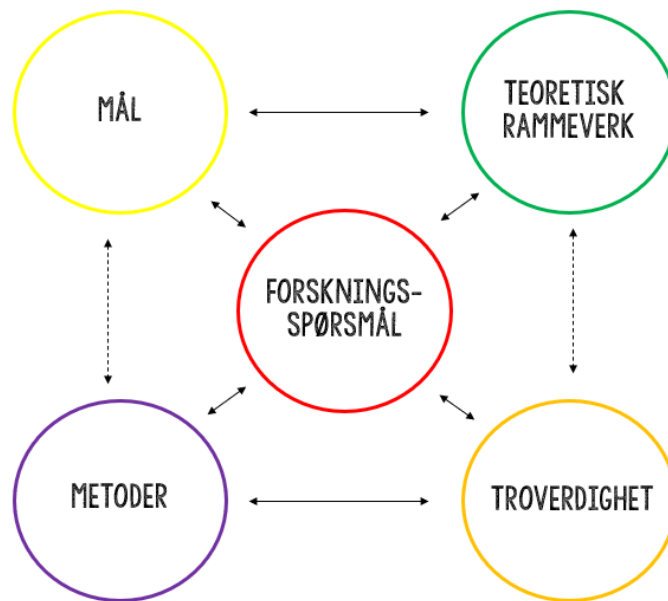 MÅL
TEORETISK
RAMMEVERK
FORSKNINGS-
SPØRSMÅL
METODER
TROVERDIGHET